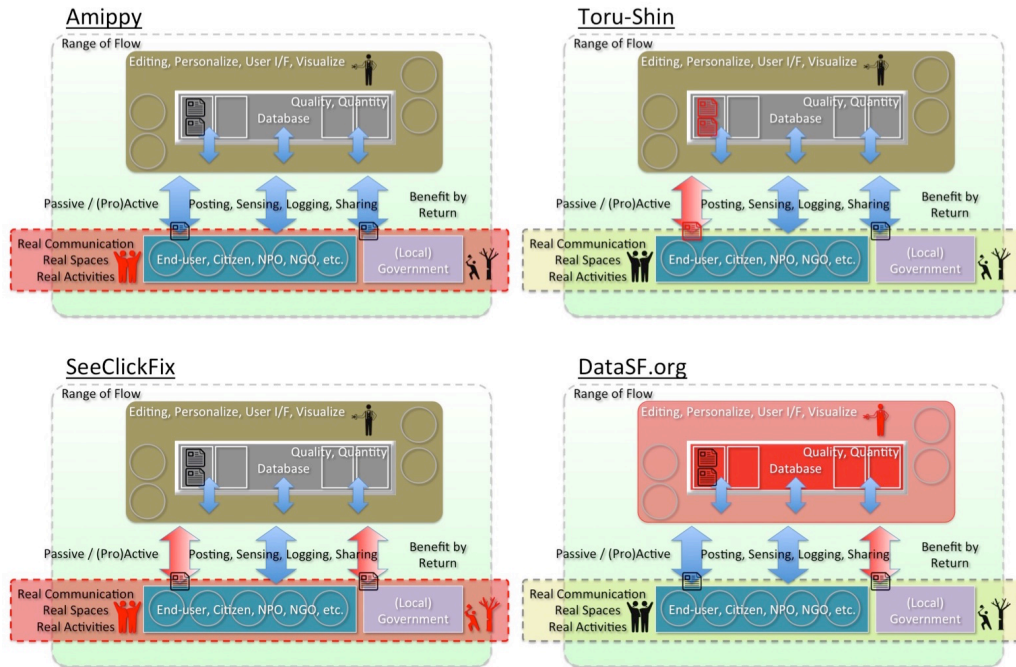 Amippy
Range of Flow
Editing, Personalize, User I/F, Visualize
Quality, Quantity
Database
Passive / (Pro)Active
Posting, Sensing, Logging, Sharing
Benefit by
Return
Real Communication
Real Spaces
Real Activities
End-user, Citizen, NPO, NGO, etc.
(Local)
Government
Toru-Shin
Range of Flow
Editing, Personalize, User I/F, Visualize
Quality, Quantity
Database
Passive / (Pro)Active
Posting, Sensing, Logging, Sharing
Benefit by
Return
Real Communication
Real Spaces
Real Activities
End-user, Citizen, NPO, NGO, etc.
(Local)
Government
SeeClickFix
Range of Flow
Editing, Personalize, User I/F, Visualize
Quality, Quantity
Database
Passive / (Pro)Active
Posting, Sensing, Logging, Sharing
Benefit by
Return
Real Communication
Real Spaces
Real Activities
End-user, Citizen, NPO, NGO, etc.
(Local)
Government
DataSF.org
Range of Flow
Editing, Personalize, User I/F, Visualize
Quality, Quantity
Database
Passive / (Pro)Active
Posting, Sensing, Logging, Sharing
Benefit by
Return
Real Communication
Real Spaces
Real Activities
End-user, Citizen, NPO, NGO, etc.
(Local)
Government